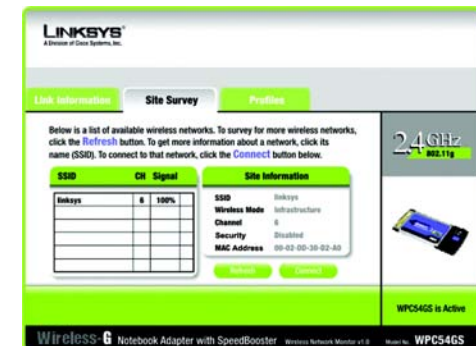 LINKSYS®
A Division of Cisco Systems, Inc.
Link Information Site Survey Profiles
Below is a list of available wireless networks. To survey for more wireless networks,
click the Refresh button. To get more information about a network, click its
name (SSID). To connect to that network, click the Connect button below.
2,4GHz
802.11g
SSID CH Signal
linksys 6 100%
Site Information
SSID linksys
Wireless Mode Infrastructure
Channel 6
Security Disabled
MAC Address 00-02-DD-30-D2-A0
Refresh Connect
WPC54GS is Active
Wireless-G Notebook Adapter with SpeedBooster Wireless Network Monitor v1.0 Model No. WPC54GS